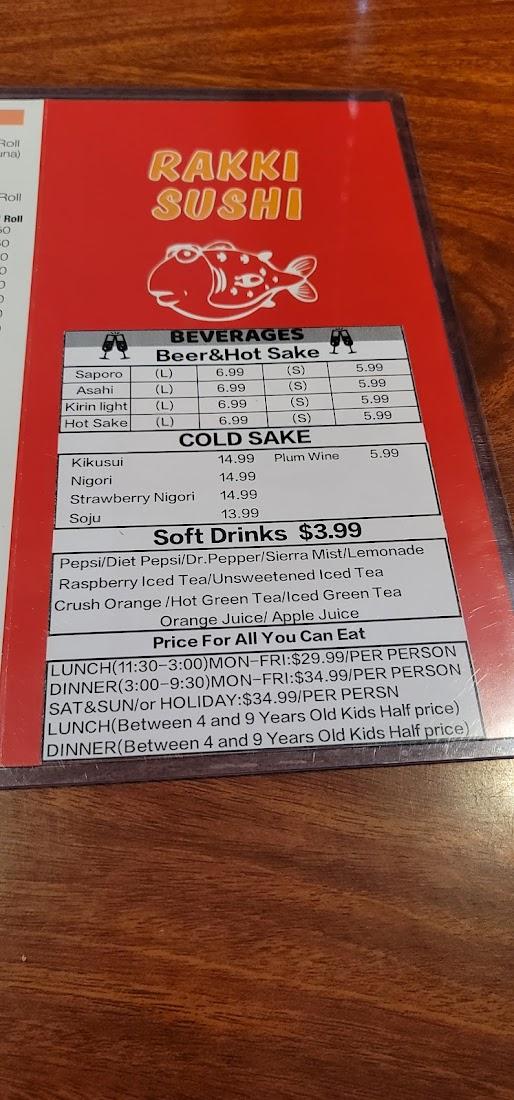 Roll
una)
Roll
Roll
RAKKI
SUSHI
BEVERAGES
Beer&Hot Sake
Saporo (L) 6.99 (S) 5.99
Asahi (L) 6.99 (S) 5.99
Kirin light (L) 6.99 (S) 5.99
Hot Sake (L) 6.99 (S) 5.99
COLD SAKE
Kikusui 14.99 Plum Wine 5.99
Nigori 14.99
Strawberry Nigori 14.99
Soju 13.99
Soft Drinks $3.99
Pepsi/Diet Pepsi/Dr.Pepper/Sierra Mist/Lemonade
Raspberry Iced Tea/Unsweetened Iced Tea
Crush Orange /Hot Green Tea/Iced Green Tea
Orange Juice/ Apple Juice
Price For All You Can Eat
LUNCH(11:30-3:00)MON-FRI:$29.99/PER PERSON
DINNER(3:00-9:30)MON-FRI:$34.99/PER PERSON
SAT&SUN/or HOLIDAY:$34.99/PER PERSN
LUNCH(Between 4 and 9 Years Old Kids Half price)
DINNER(Between 4 and 9 Years Old Kids Half price)